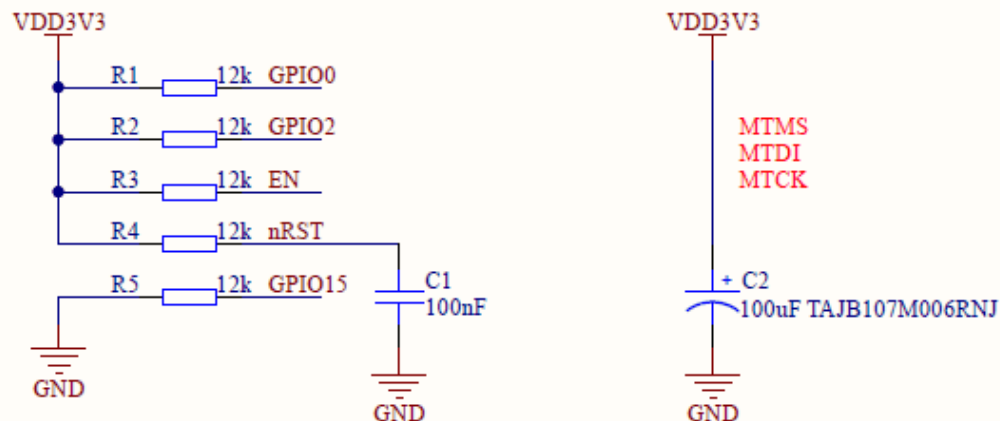 VDD3V3
VDD3V3
R1 12k GPIO0
R2 12k GPIO2
MTMS
MTDI
R3 12k EN
MTCK
R4 12k nRST
R5 12k GPIO15
C1
100nF
+ C2
100uF TAJB107M006RNJ
GND
GND
GND